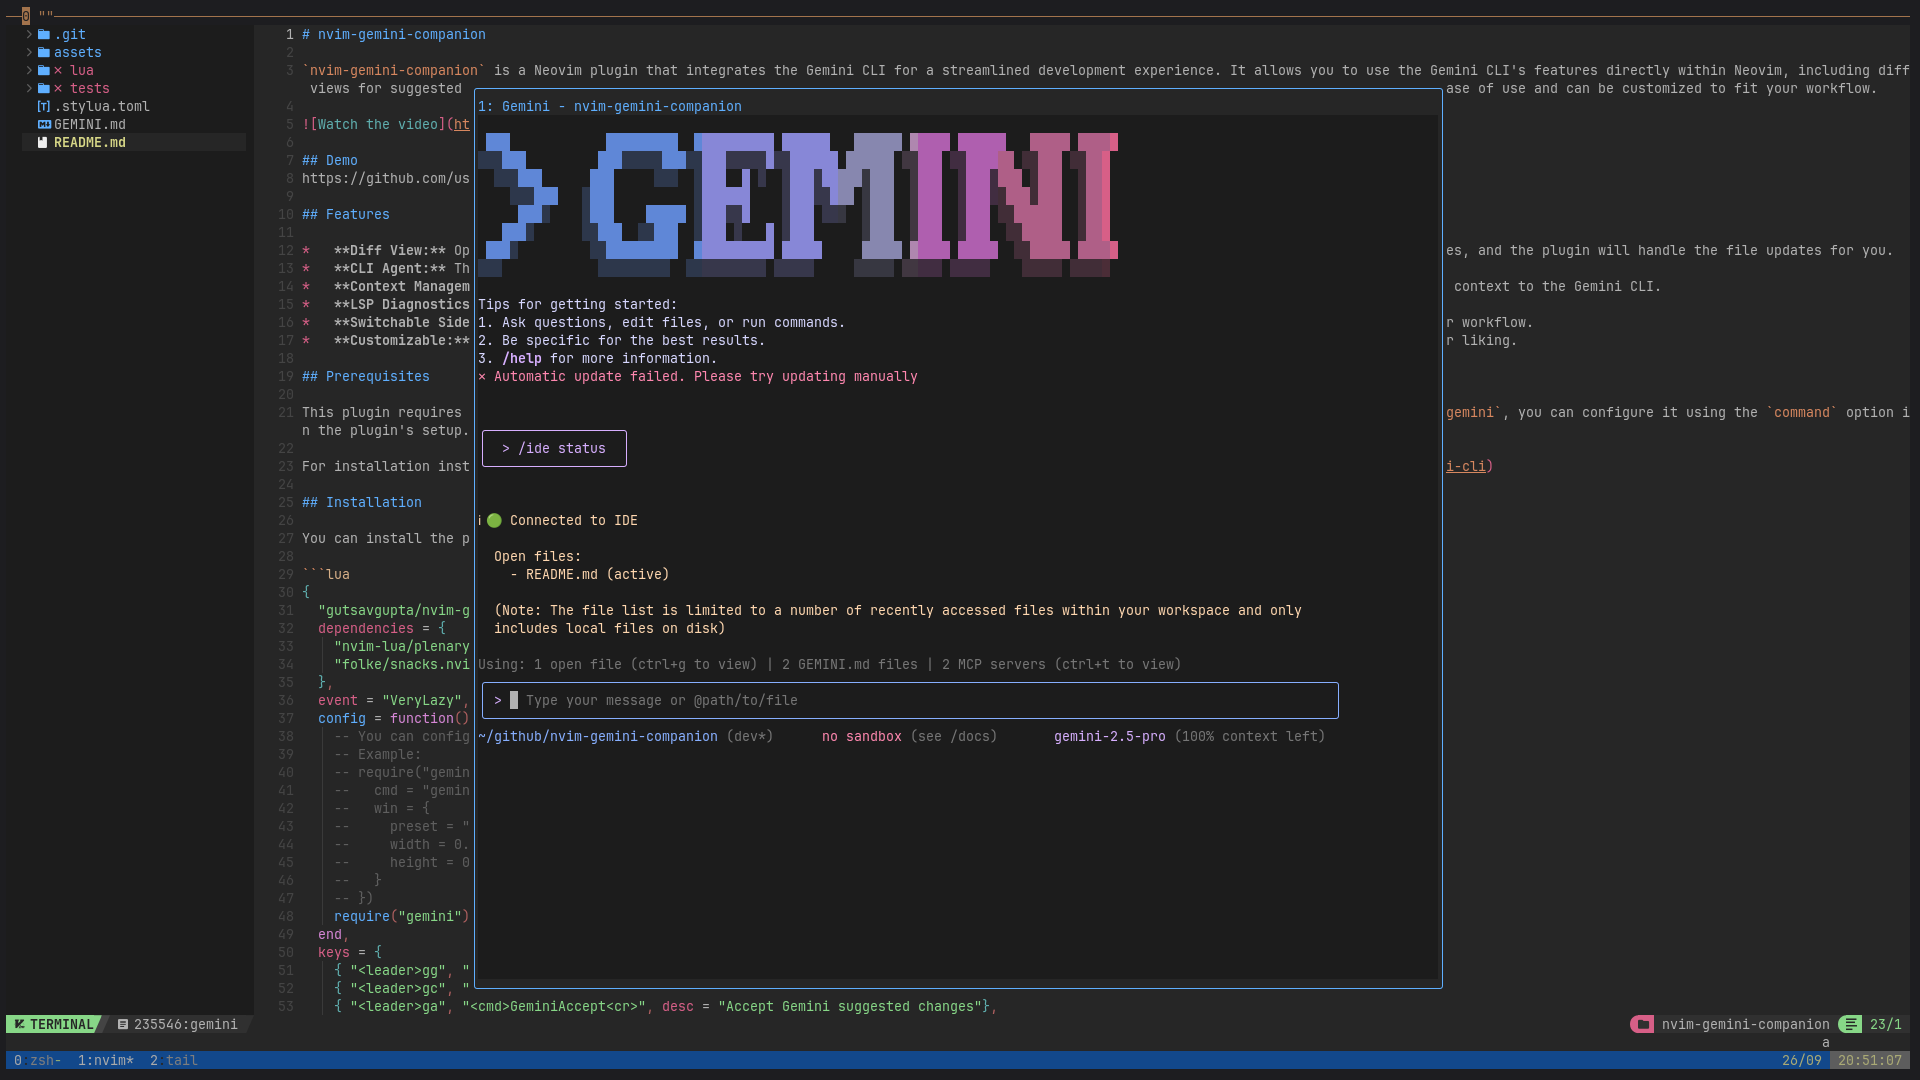 0 ""
.git
assets
× lua
× tests
.stylua.toml
GEMINI.md
README.md
1 # nvim-gemini-companion
2
3 `nvim-gemini-companion` is a Neovim plugin that integrates the Gemini CLI for a streamlined development experience. It allows you to use the Gemini CLI's features directly within Neovim, including diff
views for suggested ase of use and can be customized to fit your workflow.
4
5 ![Watch the video](ht
6
7 ## Demo
8 https://github.com/us
9
10 ## Features
11
12 *   **Diff View:** Op es, and the plugin will handle the file updates for you.
13 *   **CLI Agent:** Th
14 *   **Context Managem context to the Gemini CLI.
15 *   **LSP Diagnostics
16 *   **Switchable Side r workflow.
17 *   **Customizable:** r liking.
18
19 ## Prerequisites
20
21 This plugin requires gemini`, you can configure it using the `command` option i
n the plugin's setup.
22
23 For installation inst i-cli)
24
25 ## Installation
26
27 You can install the p
28
29 ```lua
30 {
31   "gutsavgupta/nvim-g
32   dependencies = {
33     "nvim-lua/plenary
34     "folke/snacks.nvi
35   },
36   event = "VeryLazy",
37   config = function()
38     -- You can config
39     -- Example:
40     -- require("gemin
41     --   cmd = "gemin
42     --   win = {
43     --     preset = "
44     --     width = 0.
45     --     height = 0
46     --   }
47     -- })
48     require("gemini")
49   end,
50   keys = {
51     { "<leader>gg", "
52     { "<leader>gc", "
53     { "<leader>ga", "<cmd>GeminiAccept<cr>", desc = "Accept Gemini suggested changes"},
1: Gemini - nvim-gemini-companion
> GEMINI
Tips for getting started:
1. Ask questions, edit files, or run commands.
2. Be specific for the best results.
3. /help for more information.
× Automatic update failed. Please try updating manually
> /ide status
i 🟢 Connected to IDE
Open files:
- README.md (active)
(Note: The file list is limited to a number of recently accessed files within your workspace and only
includes local files on disk)
Using: 1 open file (ctrl+g to view) | 2 GEMINI.md files | 2 MCP servers (ctrl+t to view)
> Type your message or @path/to/file
~/github/nvim-gemini-companion (dev*) no sandbox (see /docs) gemini-2.5-pro (100% context left)
TERMINAL 235546:gemini nvim-gemini-companion 23/1
a
0 zsh- 1:nvim* 2 tail 26/09 20:51:07